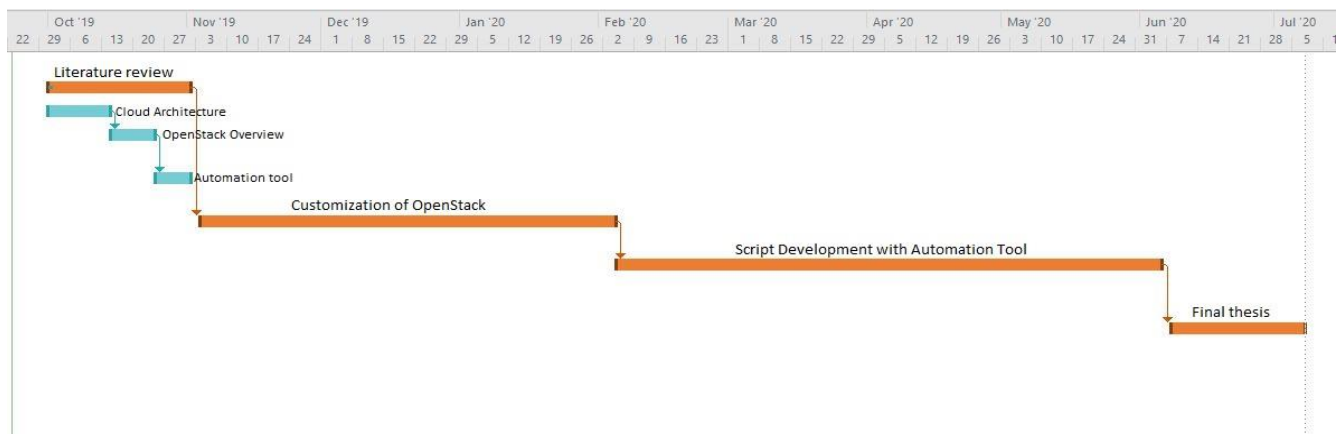 Oct '19 Nov '19 Dec '19 Jan '20 Feb '20 Mar '20 Apr '20 May '20 Jun '20 Jul '20
22 29 6 13 20 27 3 10 17 24 1 8 15 22 29 5 12 19 26 2 9 16 23 1 8 15 22 29 5 12 19 26 3 10 17 24 31 7 14 21 28 5 1
Literature review
Cloud Architecture
OpenStack Overview
Automation tool
Customization of OpenStack
Script Development with Automation Tool
Final thesis